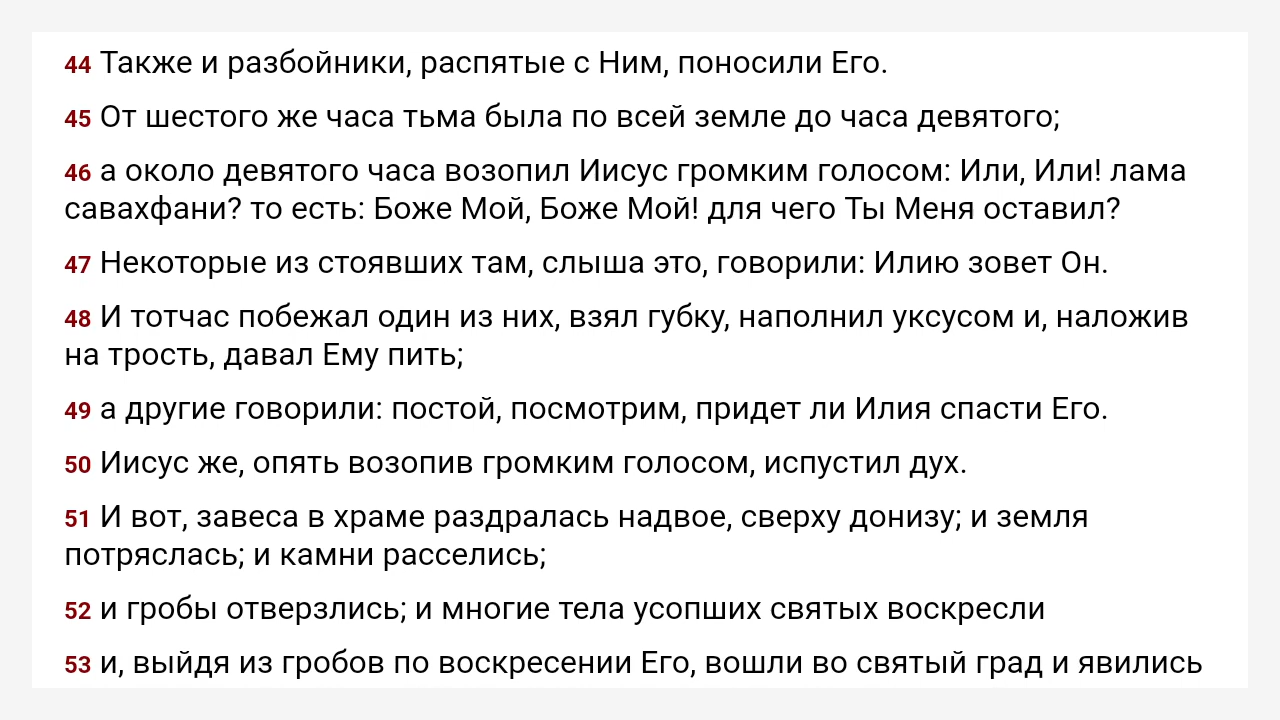 44 Также и разбойники, распятые с Ним, поносили Его.
45 От шестого же часа тьма была по всей земле до часа девятого;
46 а около девятого часа возопил Иисус громким голосом: Или, Или! лама
савахфани? то есть: Боже Мой, Боже Мой! для чего Ты Меня оставил?
47 Некоторые из стоявших там, слыша это, говорили: Илию зовет Он.
48 И тотчас побежал один из них, взял губку, наполнил уксусом и, наложив
на трость, давал Ему пить;
49 а другие говорили: постой, посмотрим, придет ли Илия спасти Его.
50 Иисус же, опять возопив громким голосом, испустил дух.
51 И вот, завеса в храме раздралась надвое, сверху донизу; и земля
потряслась; и камни расселись;
52 и гробы отверзлись; и многие тела усопших святых воскресли
53 и, выйдя из гробов по воскресении Его, вошли во святый град и явились